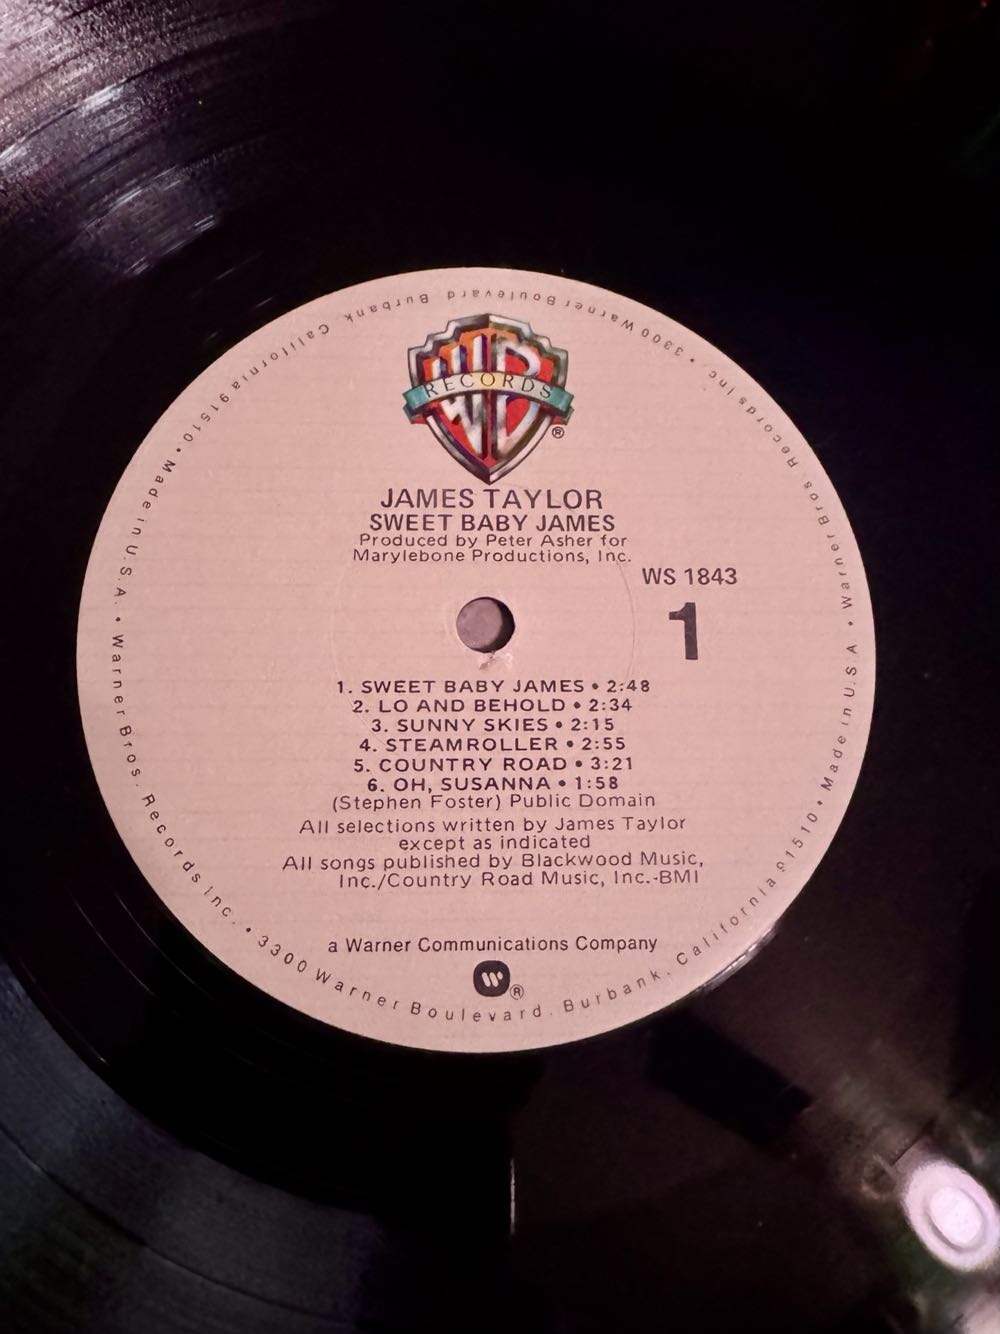 WB
RECORDS
®
JAMES TAYLOR
SWEET BABY JAMES
Produced by Peter Asher for
Marylebone Productions, Inc.
WS 1843
1
1. SWEET BABY JAMES • 2:48
2. LO AND BEHOLD • 2:34
3. SUNNY SKIES • 2:15
4. STEAMROLLER • 2:55
5. COUNTRY ROAD • 3:21
6. OH, SUSANNA • 1:58
(Stephen Foster) Public Domain
All selections written by James Taylor
except as indicated
All songs published by Blackwood Music,
Inc./Country Road Music, Inc.-BMI
a Warner Communications Company
W®
Warner Bros. Records Inc. • 3300 Warner Boulevard. Burbank, California 91510 • Made in U.S.A. • Warner Bros. Records Inc. • 3300 Warner Boulevard. Burbank, California 91510 • Made in U.S.A •